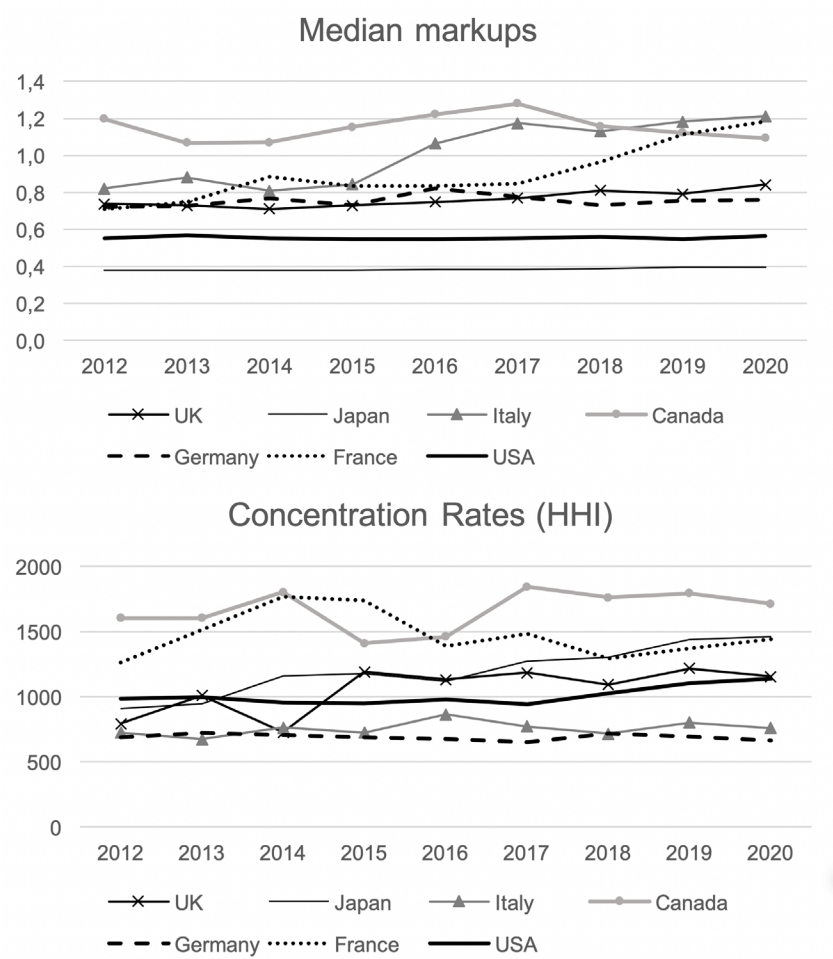 Median markups
1,4
1,2
1,0
0,8
0,6
0,4
0,2
0,0
2012 2013 2014 2015 2016 2017 2018 2019 2020
UK Japan Italy Canada
Germany France USA
Concentration Rates (HHI)
2000
1500
1000
500
0
2012 2013 2014 2015 2016 2017 2018 2019 2020
UK Japan Italy Canada
Germany France USA